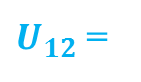 U₁₂ =